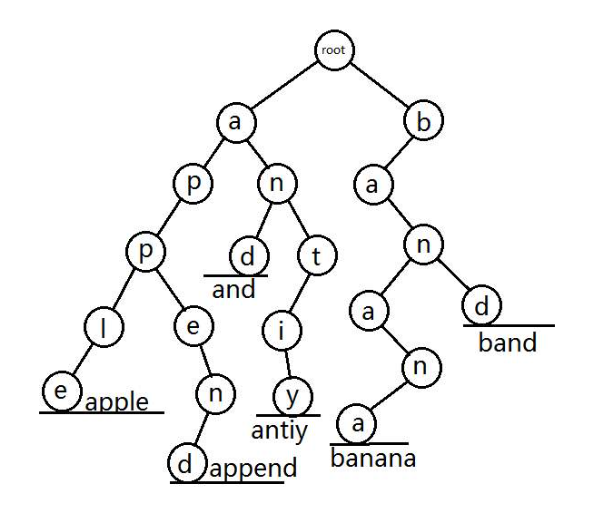 root
a b
p n a
p d t n
and
l e i a d
band
e apple n y n
antiy
d append a
banana